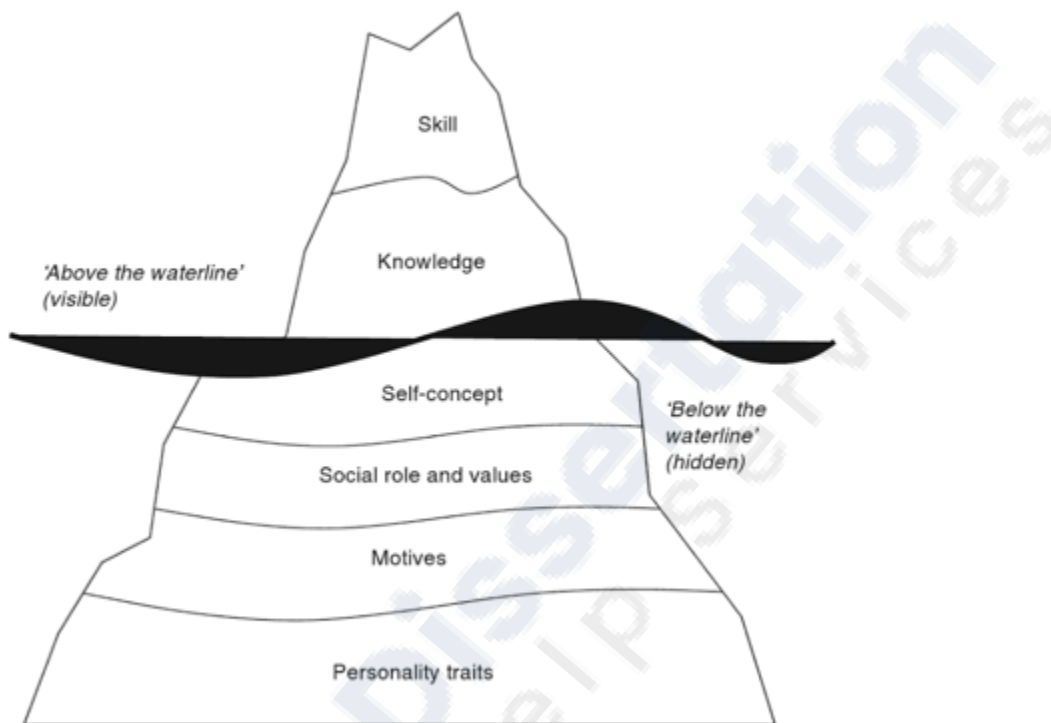 Skill
Knowledge
'Above the waterline'
(visible)
Self-concept
'Below the
waterline'
(hidden)
Social role and values
Motives
Personality traits
Dissertation
help services